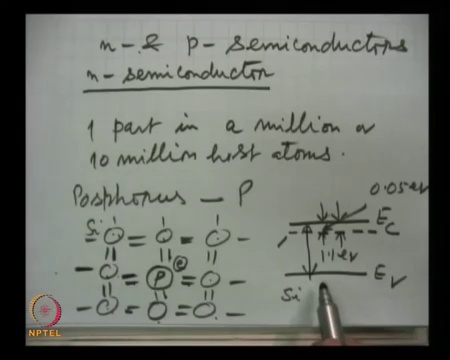 n- & p- semiconductors
n- semiconductor
1 part in a million or
10 million host atoms.
Posphorus - P
0.05 eV
Si
E_C
P e
1.1 eV
E_V
Si
NPTEL